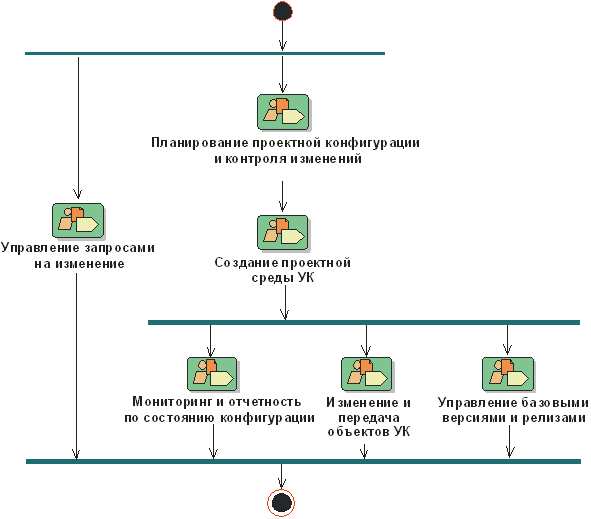 Планирование проектной конфигурации
и контроля изменений
Управление запросами
на изменение
Создание проектной
среды УК
Мониторинг и отчетность
по состоянию конфигурации
Изменение и
передача
объектов УК
Управление базовыми
версиями и релизами